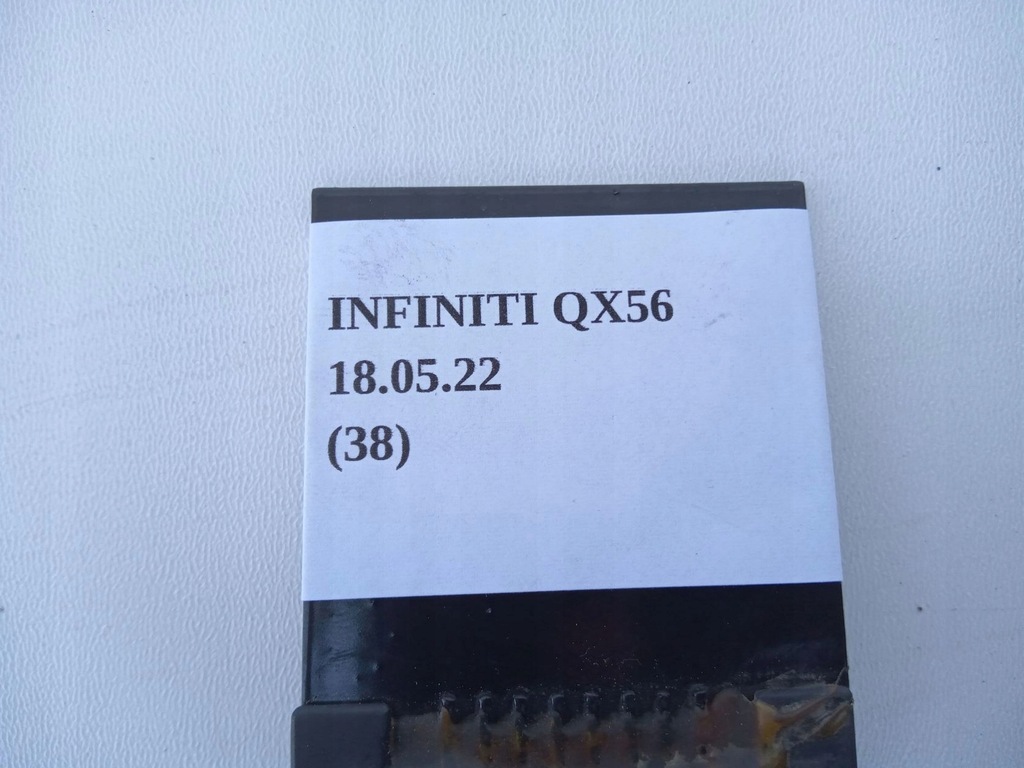 INFINITI QX56
18.05.22
(38)